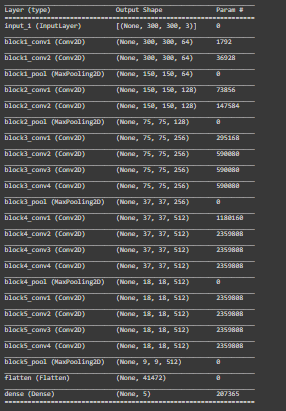 Layer (type) Output Shape Param #
input_1 (InputLayer) [(None, 300, 300, 3)] 0
block1_conv1 (Conv2D) (None, 300, 300, 64) 1792
block1_conv2 (Conv2D) (None, 300, 300, 64) 36928
block1_pool (MaxPooling2D) (None, 150, 150, 64) 0
block2_conv1 (Conv2D) (None, 150, 150, 128) 73856
block2_conv2 (Conv2D) (None, 150, 150, 128) 147584
block2_pool (MaxPooling2D) (None, 75, 75, 128) 0
block3_conv1 (Conv2D) (None, 75, 75, 256) 295168
block3_conv2 (Conv2D) (None, 75, 75, 256) 590080
block3_conv3 (Conv2D) (None, 75, 75, 256) 590080
block3_conv4 (Conv2D) (None, 75, 75, 256) 590080
block3_pool (MaxPooling2D) (None, 37, 37, 256) 0
block4_conv1 (Conv2D) (None, 37, 37, 512) 1180160
block4_conv2 (Conv2D) (None, 37, 37, 512) 2359808
block4_conv3 (Conv2D) (None, 37, 37, 512) 2359808
block4_conv4 (Conv2D) (None, 37, 37, 512) 2359808
block4_pool (MaxPooling2D) (None, 18, 18, 512) 0
block5_conv1 (Conv2D) (None, 18, 18, 512) 2359808
block5_conv2 (Conv2D) (None, 18, 18, 512) 2359808
block5_conv3 (Conv2D) (None, 18, 18, 512) 2359808
block5_conv4 (Conv2D) (None, 18, 18, 512) 2359808
block5_pool (MaxPooling2D) (None, 9, 9, 512) 0
flatten (Flatten) (None, 41472) 0
dense (Dense) (None, 5) 207365